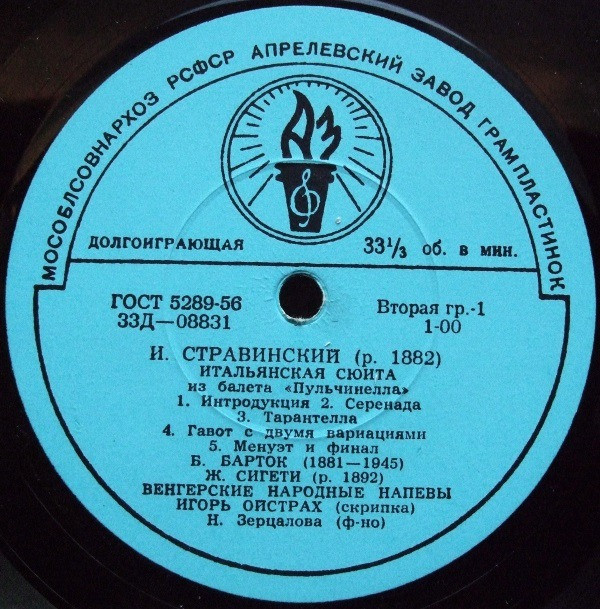 МОСОБЛСОВНАРХОЗ РСФСР АПРЕЛЕВСКИЙ ЗАВОД ГРАМПЛАСТИНОК
АЗ
ДОЛГОИГРАЮЩАЯ 33⅓ об. в мин.
ГОСТ 5289-56 Вторая гр.-1
33Д—08831 1-00
И. СТРАВИНСКИЙ (р. 1882)
ИТАЛЬЯНСКАЯ СЮИТА
из балета «Пульчинелла»
1. Интродукция 2. Серенада
3. Тарантелла
4. Гавот с двумя вариациями
5. Менуэт и финал
Б. БАРТОК (1881—1945)
Ж. СИГЕТИ (р. 1892)
ВЕНГЕРСКИЕ НАРОДНЫЕ НАПЕВЫ
ИГОРЬ ОЙСТРАХ (скрипка)
Н. Зерцалова (ф-но)